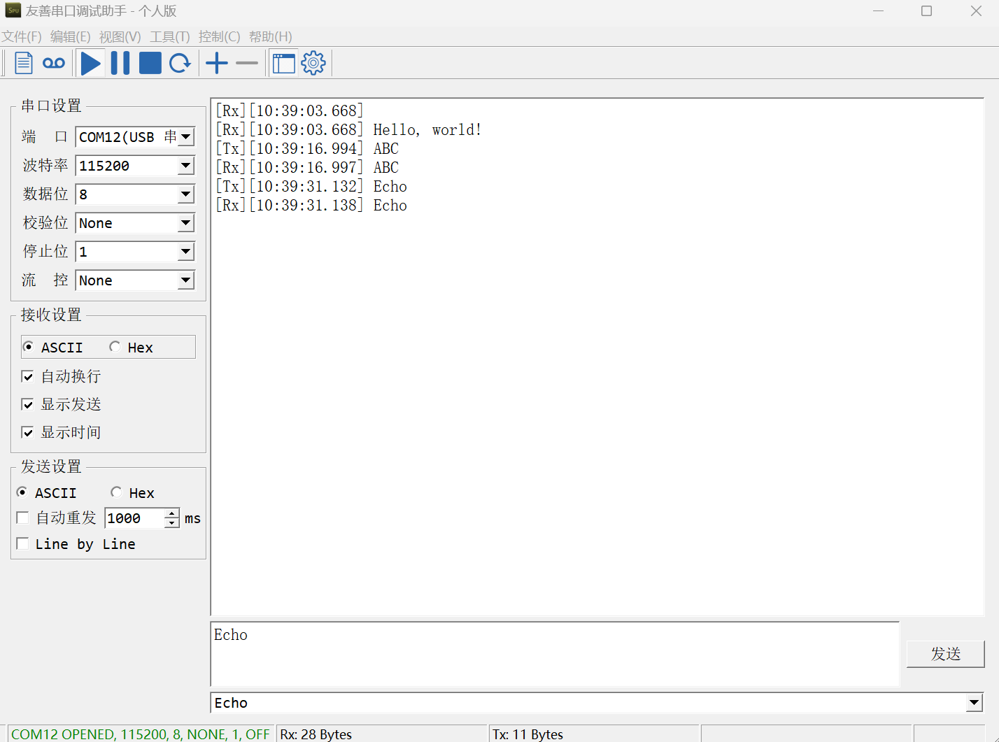 SPU 友善串口调试助手 - 个人版
文件(F) 编辑(E) 视图(V) 工具(T) 控制(C) 帮助(H)
串口设置
端 口 COM12(USB 串
波特率 115200
数据位 8
校验位 None
停止位 1
流 控 None
接收设置
ASCII Hex
自动换行
显示发送
显示时间
发送设置
ASCII Hex
自动重发 1000 ms
Line by Line
[Rx][10:39:03.668]
[Rx][10:39:03.668] Hello, world!
[Tx][10:39:16.994] ABC
[Rx][10:39:16.997] ABC
[Tx][10:39:31.132] Echo
[Rx][10:39:31.138] Echo
Echo
发送
Echo
COM12 OPENED, 115200, 8, NONE, 1, OFF Rx: 28 Bytes Tx: 11 Bytes